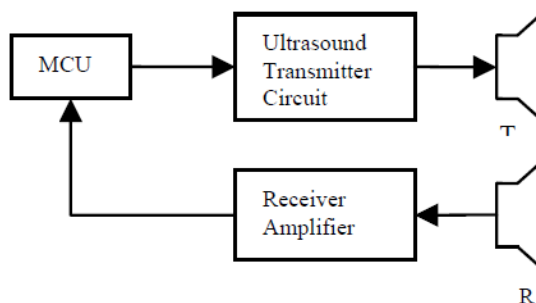 MCU
Ultrasound
Transmitter
Circuit
T
Receiver
Amplifier
R